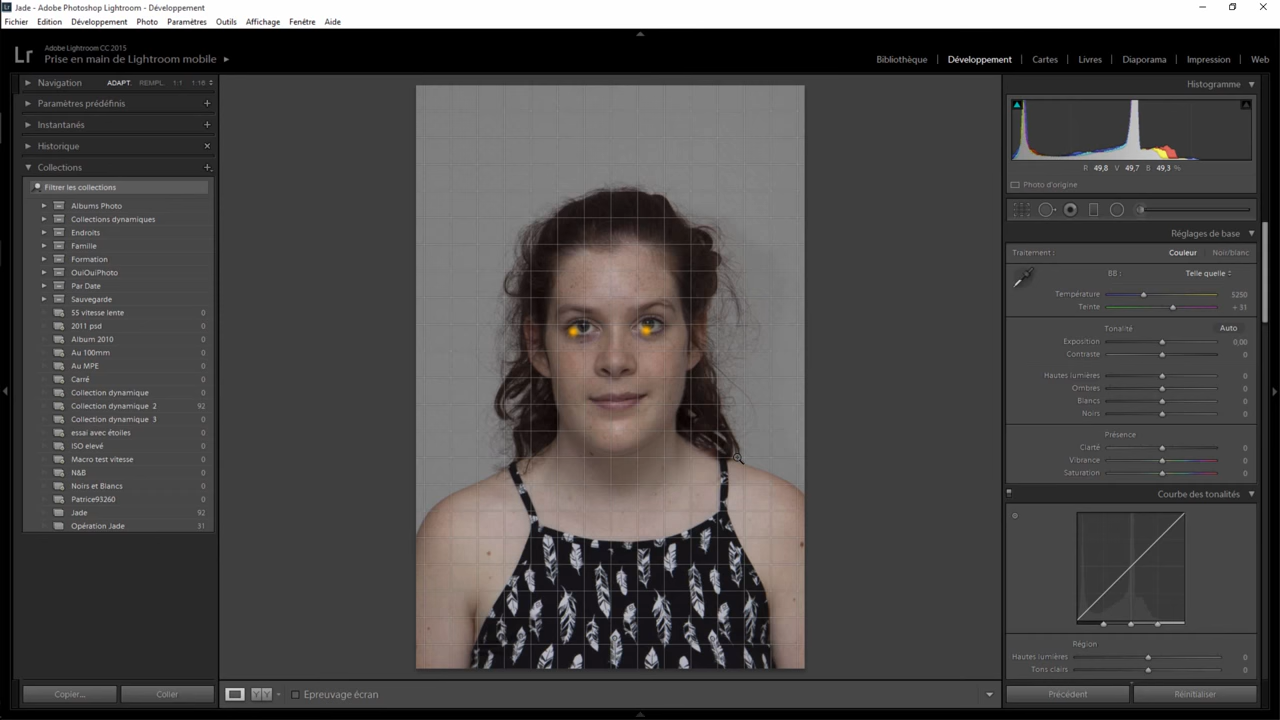 Jade - Adobe Photoshop Lightroom - Développement
Fichier Edition Développement Photo Paramètres Outils Affichage Fenêtre Aide
Lr
Adobe Lightroom CC 2015
Prise en main de Lightroom mobile
Bibliothèque Développement Cartes Livres Diaporama Impression Web
Navigation ADAPT. REMPL. 1:1 1:16
Paramètres prédéfinis
Instantanés
Historique
Collections
Filtrer les collections
Albums Photo
Collections dynamiques
Endroits
Famille
Formation
OuiOuiPhoto
Par Date
Sauvegarde
55 vitesse lente 0
2011 psd 0
Album 2010 0
Au 100mm 0
Au MPE 0
Carré 0
Collection dynamique 0
Collection dynamique 2 92
Collection dynamique 3 0
essai avec étoiles 0
ISO elevé 0
Macro test vitesse 0
N&B 0
Noirs et Blancs 0
Patrice93260 0
Jade 92
Opération Jade 31
Copier... Coller
YY Epreuvage écran
Histogramme
R 49,8 V 49,7 B 49,3 %
Photo d'origine
Réglages de base
Traitement : Couleur Noir/blanc
BB : Telle quelle
Température 5250
Teinte + 31
Tonalité Auto
Exposition 0,00
Contraste 0
Hautes lumières 0
Ombres 0
Blancs 0
Noirs 0
Présence
Clarté 0
Vibrance 0
Saturation 0
Courbe des tonalités
Région
Hautes lumières 0
Tons clairs 0
Précédent Réinitialiser